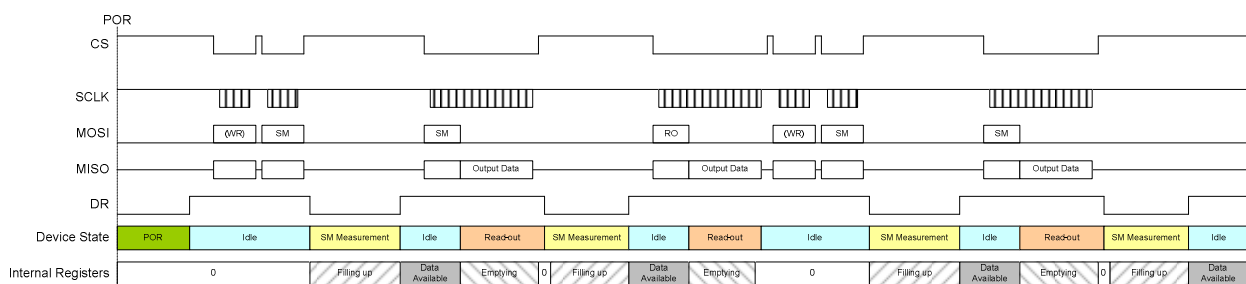 POR
CS
SCLK
MOSI (WR) SM SM RO (WR) SM SM
MISO Output Data Output Data Output Data
DR
Device State POR Idle SM Measurement Idle Read-out SM Measurement Idle Read-out Idle SM Measurement Idle Read-out SM Measurement Idle
Internal Registers 0 Filling up Data Available Emptying 0 Filling up Data Available Emptying 0 Filling up Data Available Emptying 0 Filling up Data Available